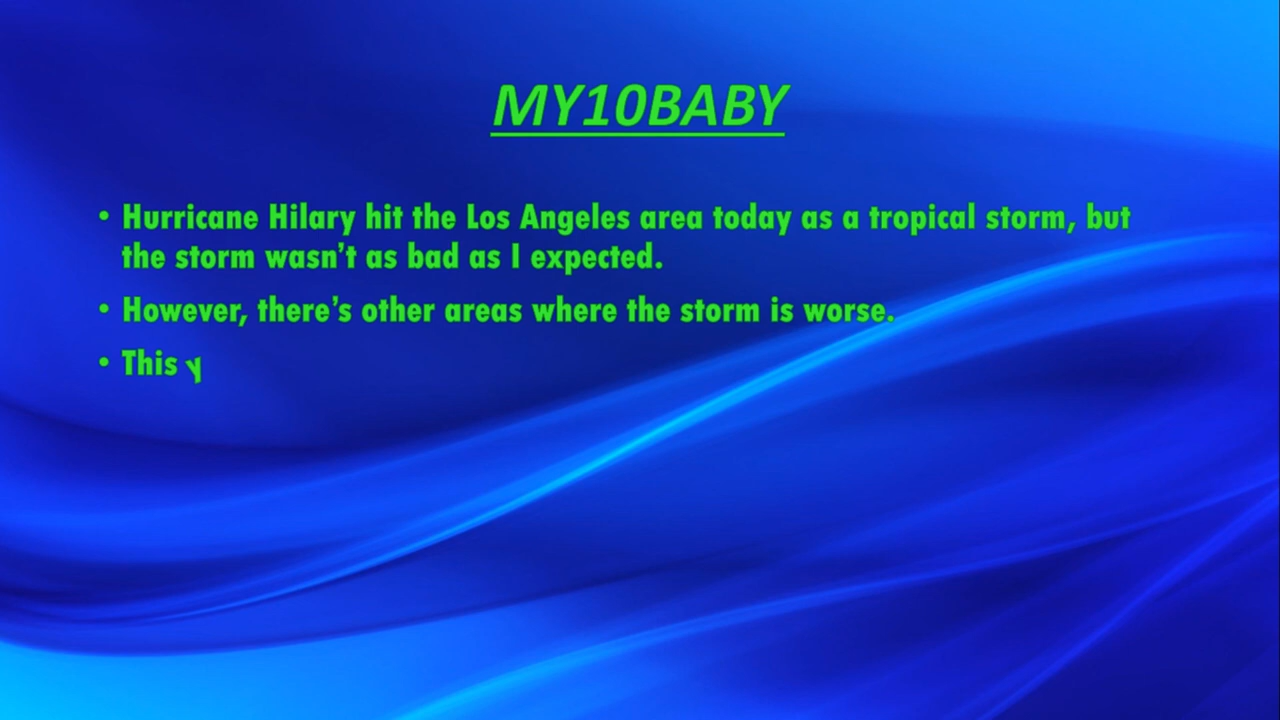 MY10BABY
• Hurricane Hilary hit the Los Angeles area today as a tropical storm, but
the storm wasn’t as bad as I expected.
• However, there’s other areas where the storm is worse.
• This y